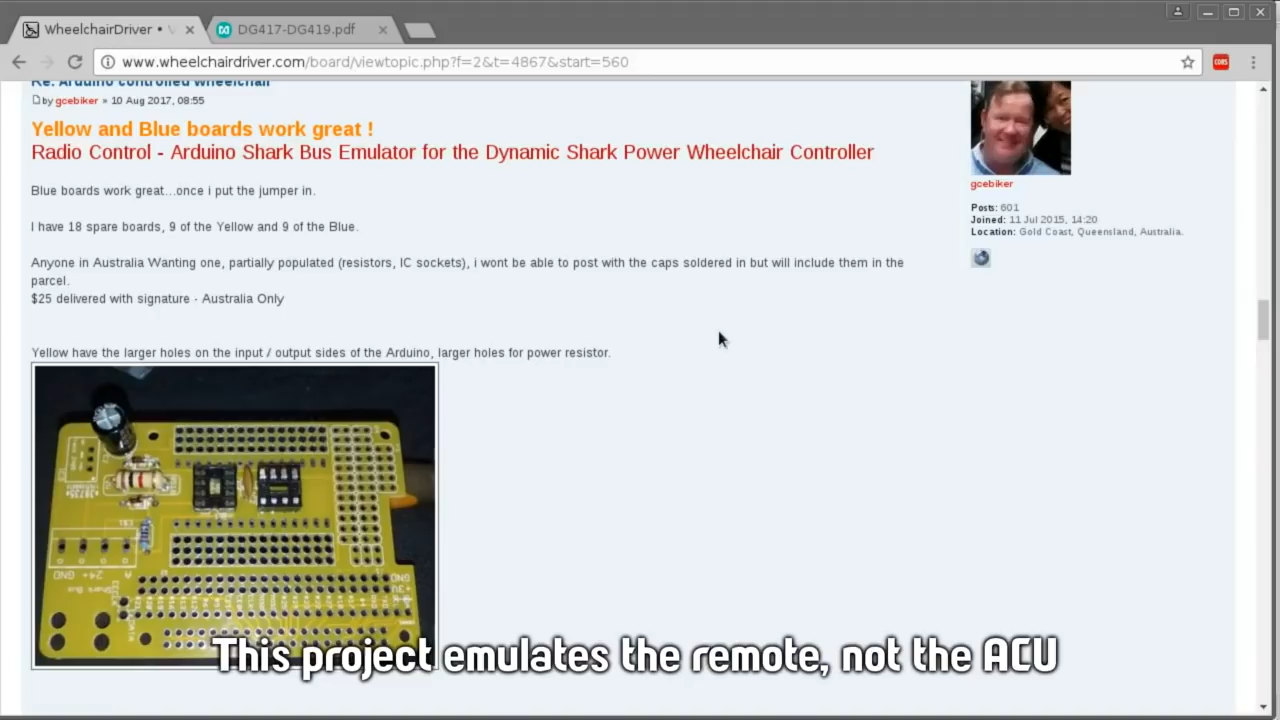 WheelchairDriver •
DG417-DG419.pdf
www.wheelchairdriver.com/board/viewtopic.php?f=2&t=4867&start=560
CORS
Re: Arduino controlled wheelchair
by gcebiker » 10 Aug 2017, 08:55
Yellow and Blue boards work great !
Radio Control - Arduino Shark Bus Emulator for the Dynamic Shark Power Wheelchair Controller
Blue boards work great...once i put the jumper in.
I have 18 spare boards, 9 of the Yellow and 9 of the Blue.
Anyone in Australia Wanting one, partially populated (resistors, IC sockets), i wont be able to post with the caps soldered in but will include them in the
parcel.
$25 delivered with signature - Australia Only
Yellow have the larger holes on the input / output sides of the Arduino, larger holes for power resistor.
gcebiker
Posts: 601
Joined: 11 Jul 2015, 14:20
Location: Gold Coast, Queensland, Australia.
GND 24+ A
Shark Bus
GND
This project emulates the remote, not the ACU